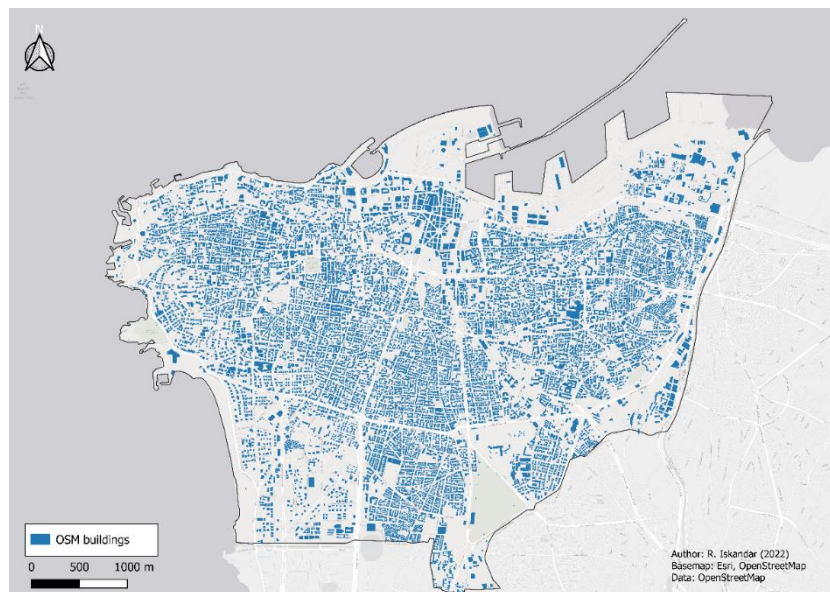 N
OSM buildings
0 500 1000 m
Author: R. Iskandar (2022)
Basemap: Esri, OpenStreetMap
Data: OpenStreetMap